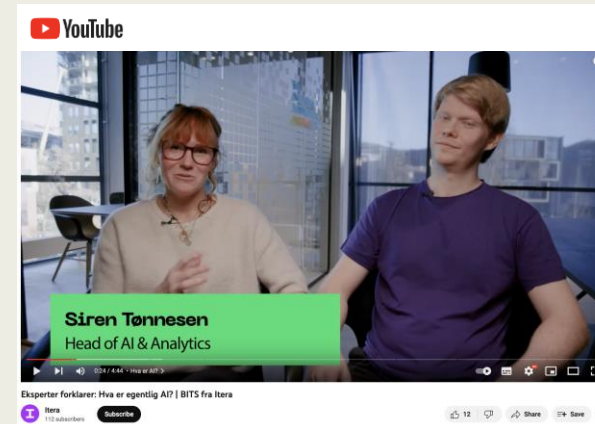 YouTube
Siren Tønnesen
Head of AI & Analytics
0:24 / 4:44 • Hva er AI? >
Eksperter forklarer: Hva er egentlig AI? | BITS fra Itera
Itera
112 subscribers
Subscribe
12
Share
Save